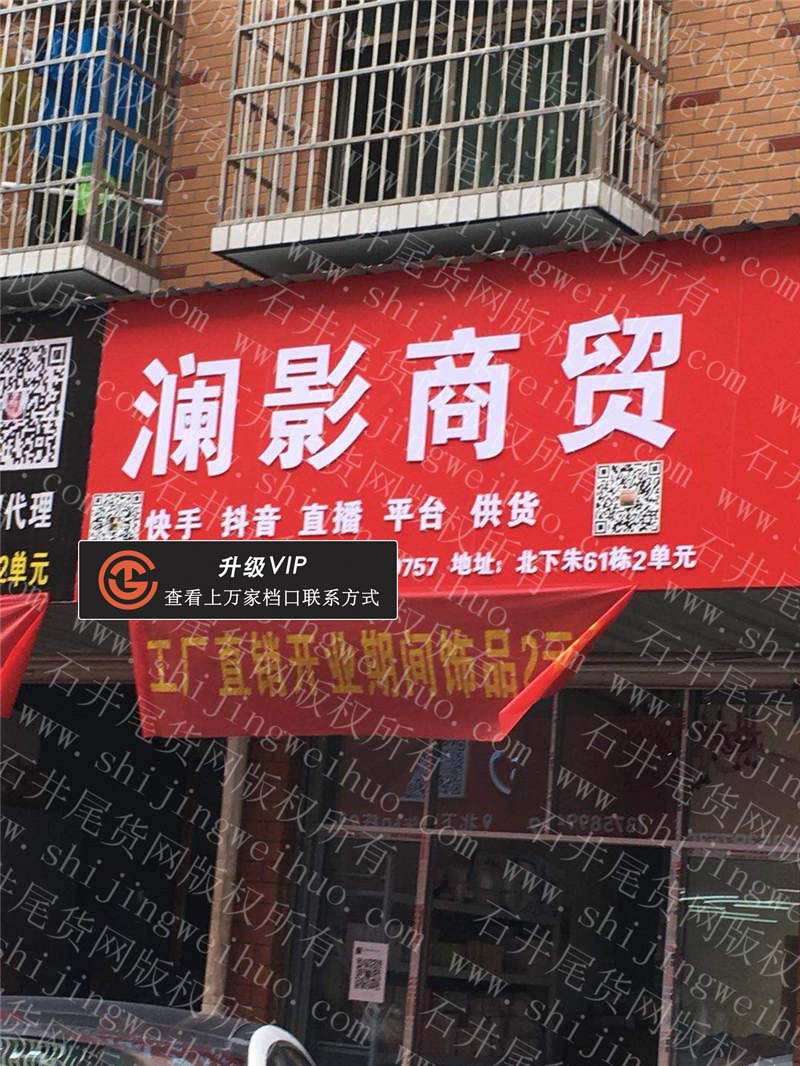 澜影商贸
快手 抖音 直播 平台 供货
代理
2单元
升级VIP
查看上万家档口联系方式
0757 地址：北下朱61栋2单元
工厂直销开业期间饰品2元
石井尾货网版权所有
www.shijingweihuo.com